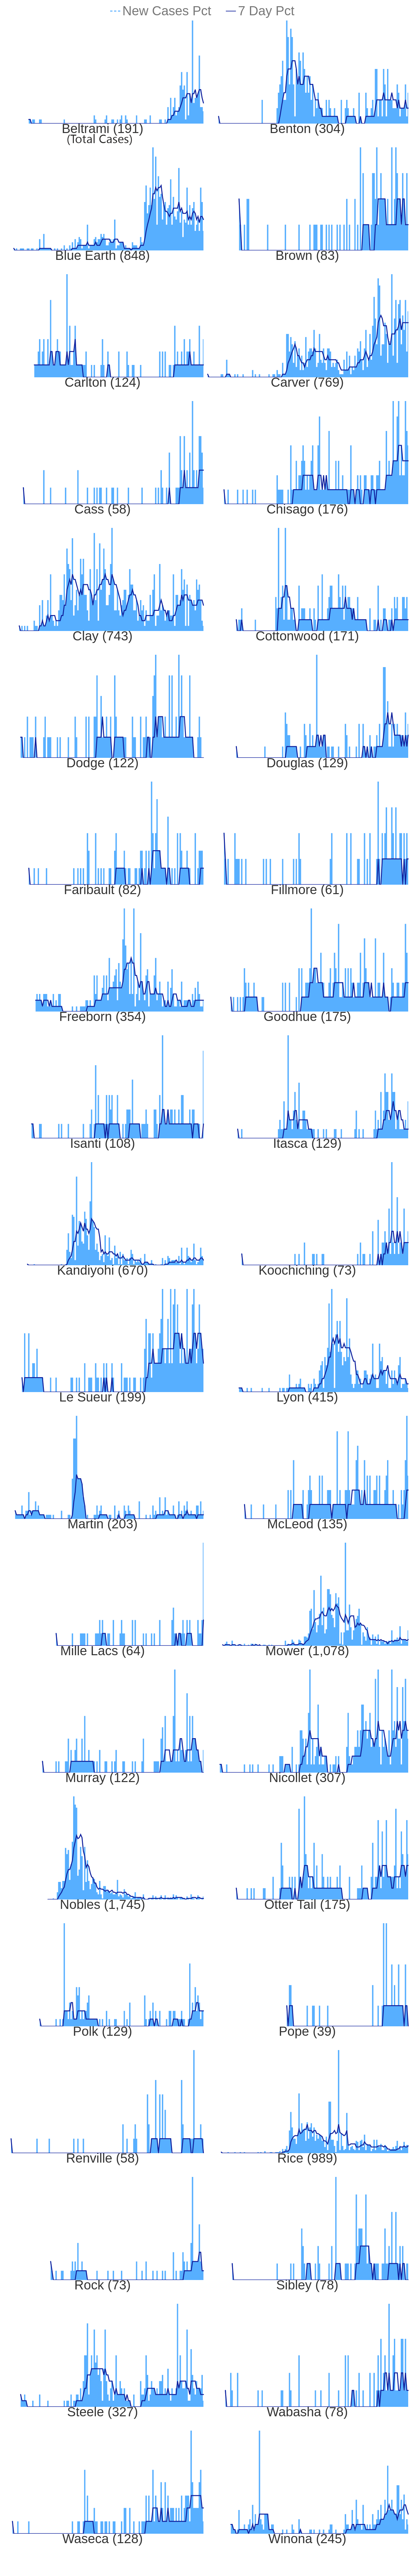 New Cases Pct 7 Day Pct
Beltrami (191) Benton (304)
(Total Cases)
Blue Earth (848) Brown (83)
Carlton (124) Carver (769)
Cass (58) Chisago (176)
Clay (743) Cottonwood (171)
Dodge (122) Douglas (129)
Faribault (82) Fillmore (61)
Freeborn (354) Goodhue (175)
Isanti (108) Itasca (129)
Kandiyohi (670) Koochiching (73)
Le Sueur (199) Lyon (415)
Martin (203) McLeod (135)
Mille Lacs (64) Mower (1,078)
Murray (122) Nicollet (307)
Nobles (1,745) Otter Tail (175)
Polk (129) Pope (39)
Renville (58) Rice (989)
Rock (73) Sibley (78)
Steele (327) Wabasha (78)
Waseca (128) Winona (245)